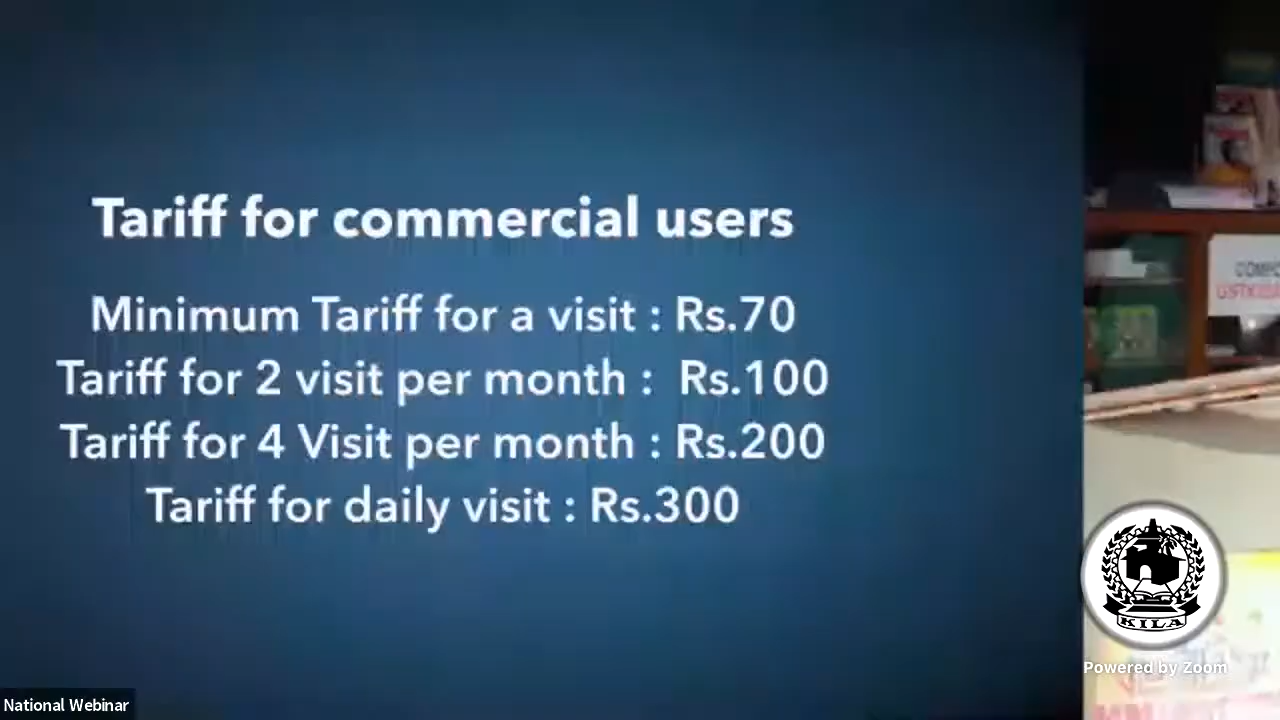 Tariff for commercial users
Minimum Tariff for a visit : Rs.70
Tariff for 2 visit per month : Rs.100
Tariff for 4 Visit per month : Rs.200
Tariff for daily visit : Rs.300
KILA
Powered by Zoom
National Webinar